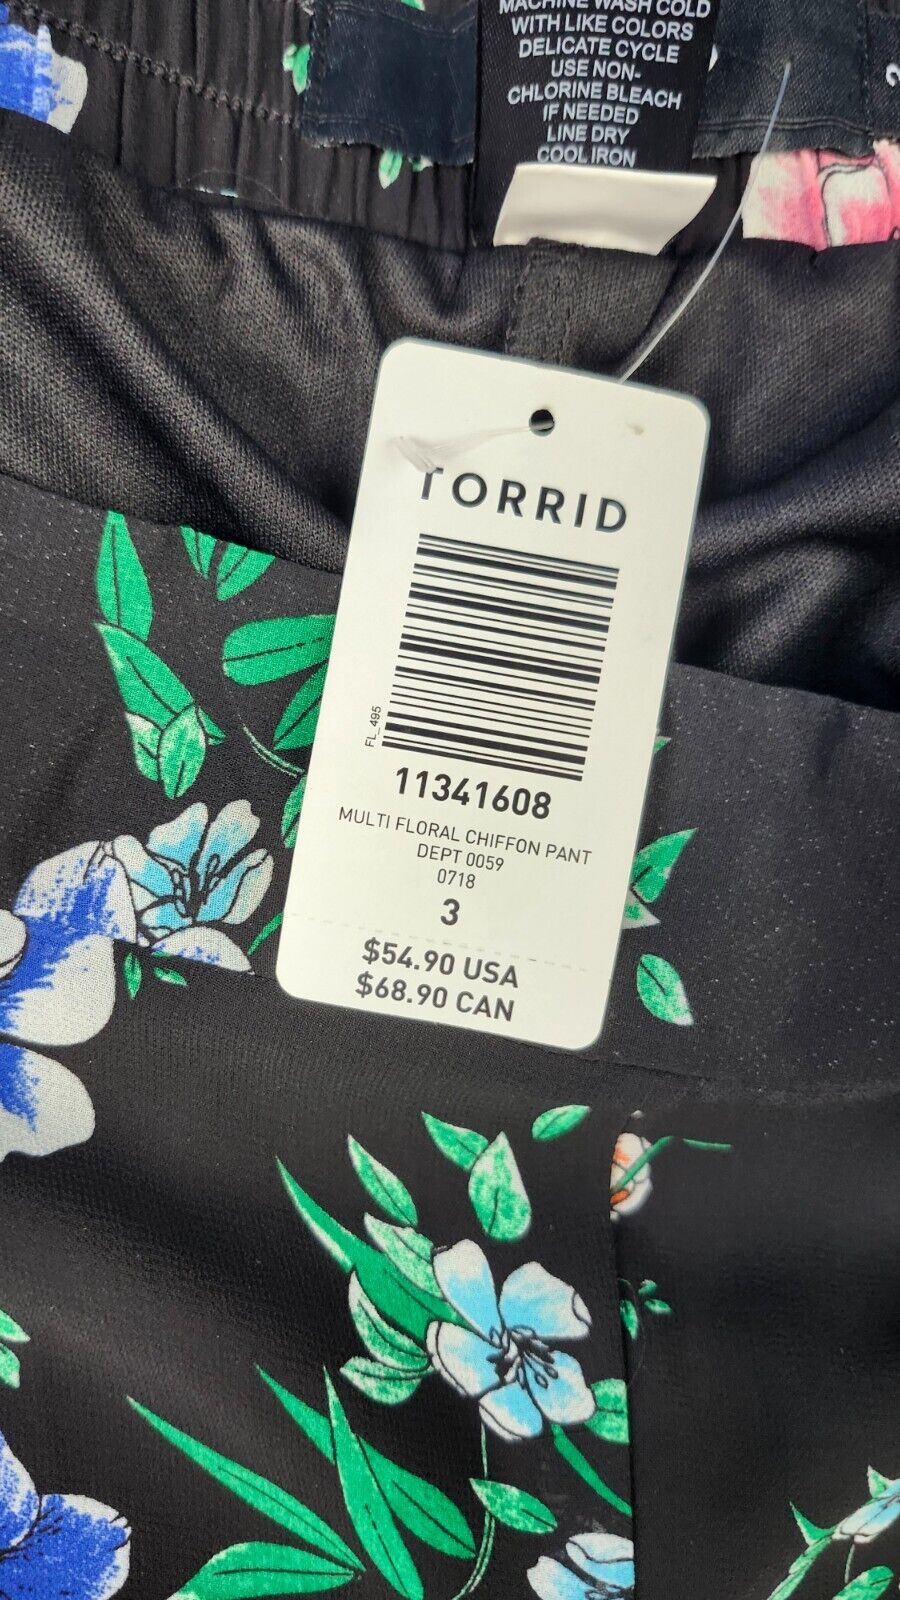 MACHINE WASH COLD
WITH LIKE COLORS
DELICATE CYCLE
USE NON-
CHLORINE BLEACH
IF NEEDED
LINE DRY
COOL IRON
TORRID
FL_495
11341608
MULTI FLORAL CHIFFON PANT
DEPT 0059
0718
3
$54.90 USA
$68.90 CAN